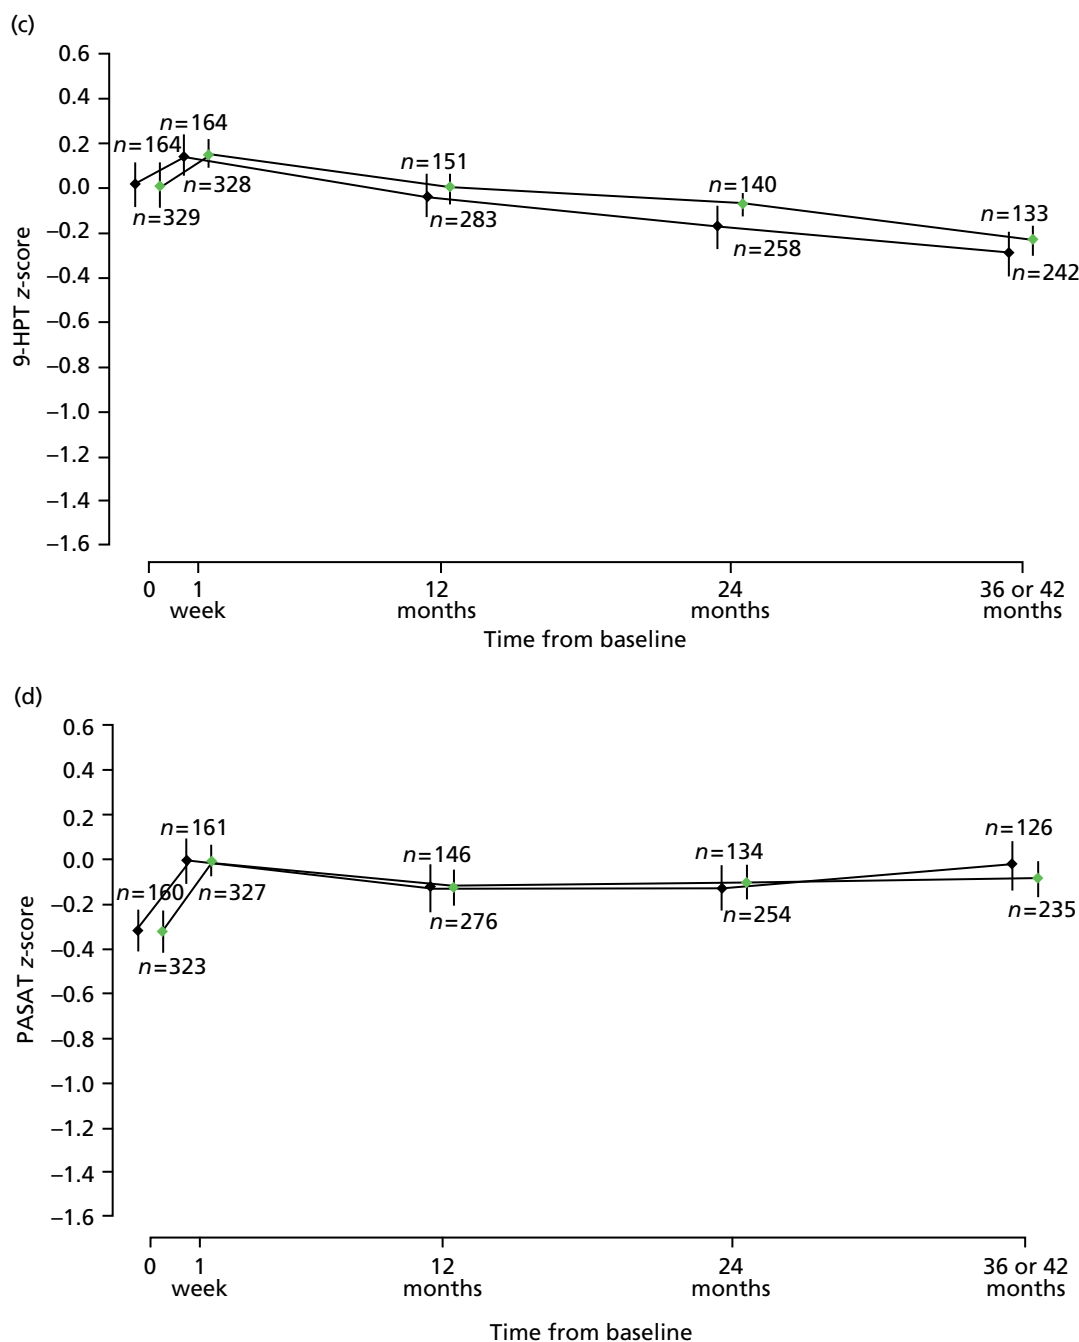 (c)
0.6
0.4
0.2
0.0
−0.2
−0.4
−0.6
−0.8
−1.0
−1.2
−1.4
−1.6
9-HPT z-score
n=164
n=164
n=329
n=328
n=151
n=283
n=140
n=258
n=133
n=242
0
1 week
12 months
24 months
36 or 42 months
Time from baseline
(d)
0.6
0.4
0.2
0.0
−0.2
−0.4
−0.6
−0.8
−1.0
−1.2
−1.4
−1.6
PASAT z-score
n=161
n=160
n=327
n=323
n=146
n=276
n=134
n=254
n=126
n=235
0
1 week
12 months
24 months
36 or 42 months
Time from baseline